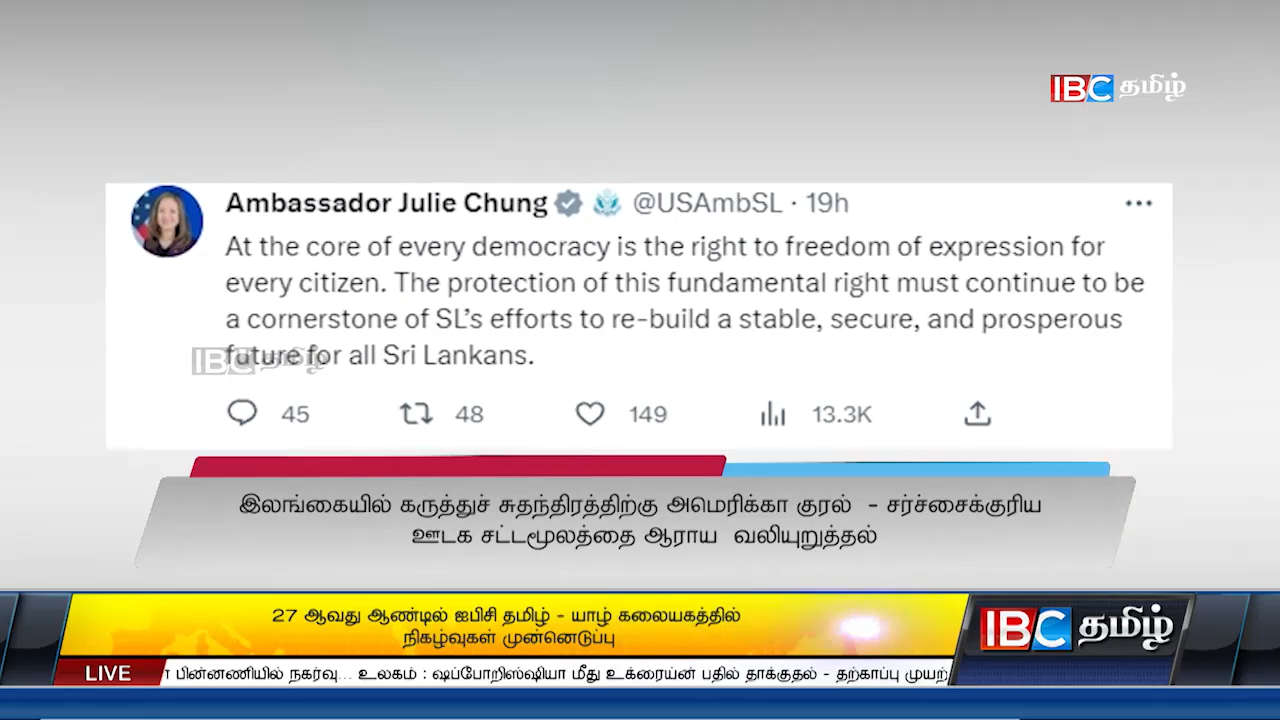 IBC தமிழ்
Ambassador Julie Chung @USAmbSL · 19h
At the core of every democracy is the right to freedom of expression for
every citizen. The protection of this fundamental right must continue to be
a cornerstone of SL's efforts to re-build a stable, secure, and prosperous
future for all Sri Lankans.
IBC தமிழ்
45 48 149 13.3K
இலங்கையில் கருத்துச் சுதந்திரத்திற்கு அமெரிக்கா குரல் - சர்ச்சைக்குரிய
ஊடக சட்டமூலத்தை ஆராய வலியுறுத்தல்
27 ஆவது ஆண்டில் ஐபிசி தமிழ் - யாழ் கலையகத்தில்
நிகழ்வுகள் முன்னெடுப்பு
IBC தமிழ்
LIVE பின்னணியில் நகர்வு... உலகம் : ஷப்போறிஸ்ஷியா மீது உக்ரைய்ன் பதில் தாக்குதல் - தற்காப்பு